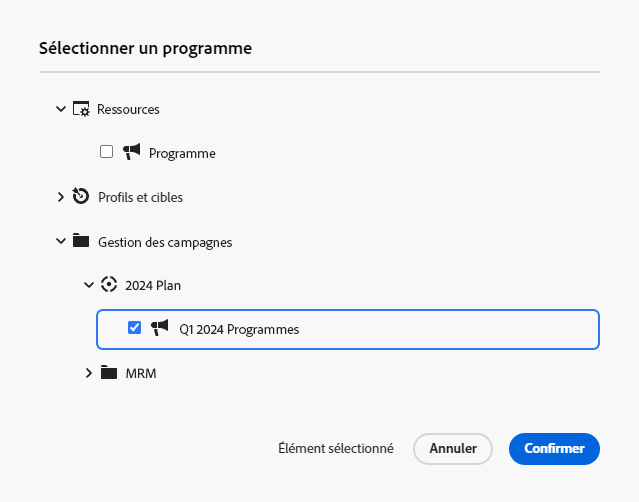 Sélectionner un programme
Ressources
Programme
Profils et cibles
Gestion des campagnes
2024 Plan
Q1 2024 Programmes
MRM
Élément sélectionné Annuler Confirmer